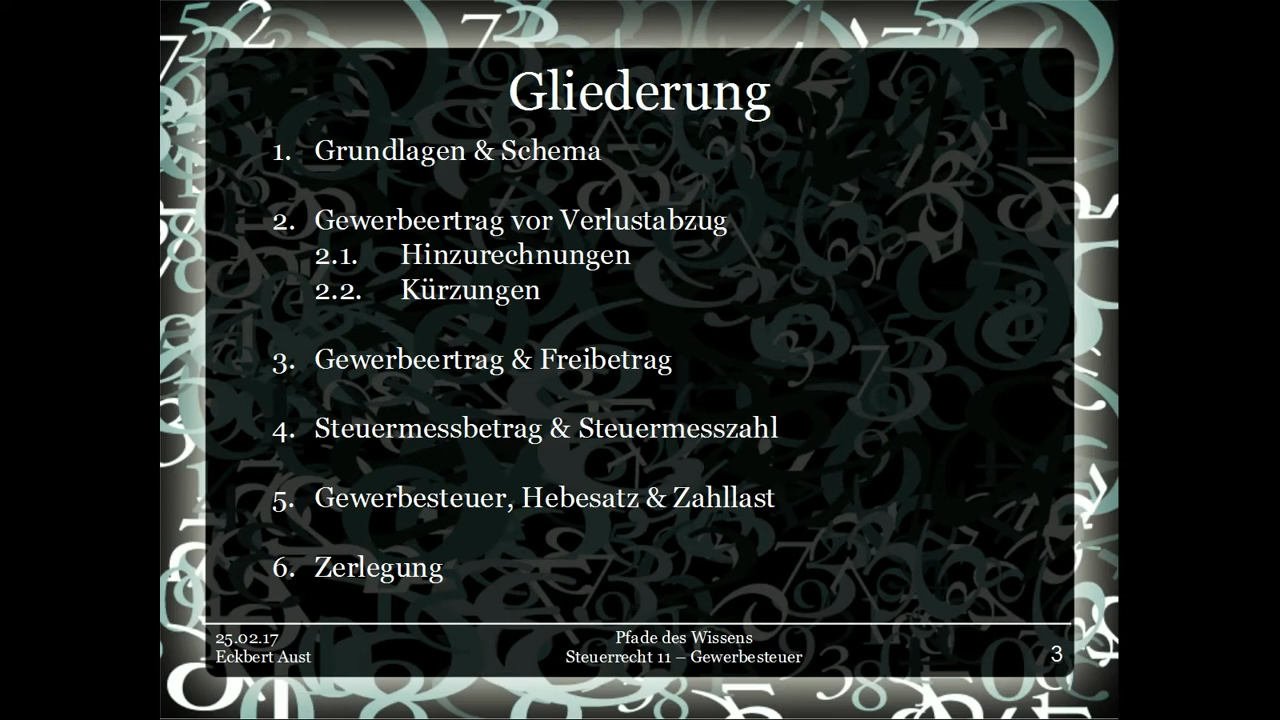 Gliederung
1. Grundlagen & Schema
2. Gewerbeertrag vor Verlustabzug
2.1. Hinzurechnungen
2.2. Kürzungen
3. Gewerbeertrag & Freibetrag
4. Steuermessbetrag & Steuermesszahl
5. Gewerbesteuer, Hebesatz & Zahllast
6. Zerlegung
25.02.17
Eckbert Aust
Pfade des Wissens
Steuerrecht 11 – Gewerbesteuer
3